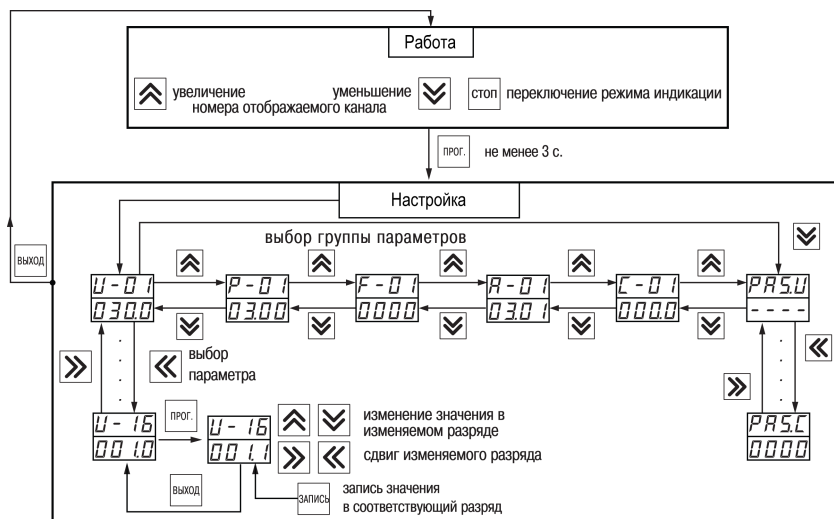 Работа
увеличение
номера отображаемого канала
уменьшение
стоп
переключение режима индикации
ПРОГ.
не менее 3 с.
Настройка
ВЫХОД
выбор группы параметров
U-01
030.0
P-01
03.00
F-01
0000
A-01
03.01
C-01
000.0
PAS.U
----
выбор
параметра
U-16
001.0
ПРОГ.
U-16
001.1
изменение значения в
изменяемом разряде
сдвиг изменяемого разряда
PAS.C
0000
ВЫХОД
ЗАПИСЬ
запись значения
в соответствующий разряд